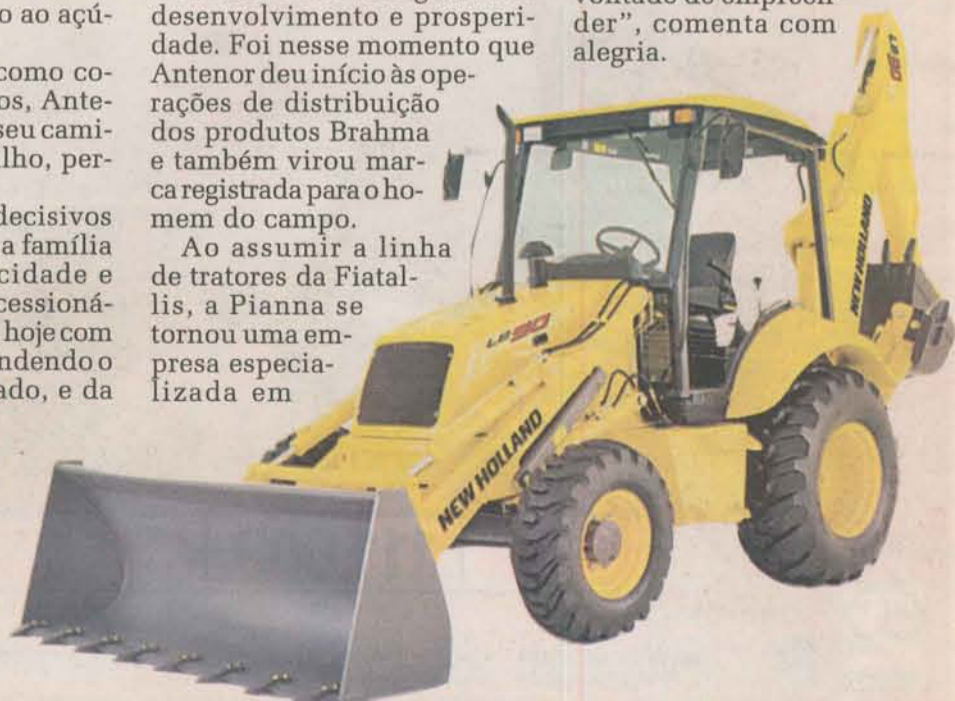 o ao açú-
como co-
os, Ante-
seu cami-
lho, per-
decisivos
a família
cidade e
cessioná-
hoje com
ndendo o
ado, e da
desenvolvimento e prosperi-
dade. Foi nesse momento que
Antenor deu início às ope-
rações de distribuição
dos produtos Brahma
e também virou mar-
ca registrada para o ho-
mem do campo.
Ao assumir a linha
de tratores da Fiatal-
lis, a Pianna se
tornou uma em-
presa especia-
lizada em
der”, comenta com
alegria.
LB90
NEW HOLLAND
NEW HOLLAND
LB90